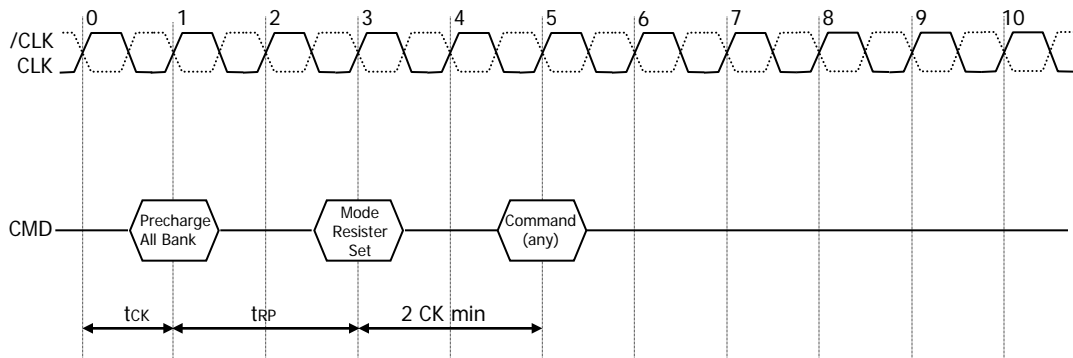 0 1 2 3 4 5 6 7 8 9 10
/CLK
CLK
CMD
Precharge
All Bank
Mode
Resister
Set
Command
(any)
tCK
tRP
2 CK min